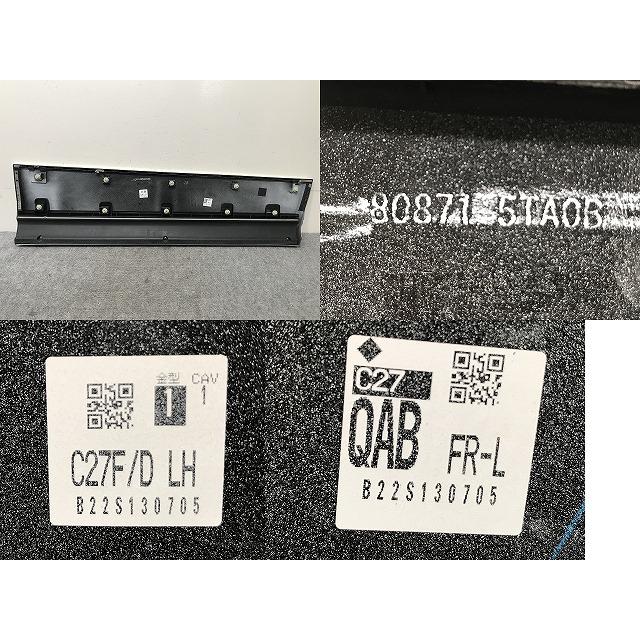 80871 5TA0B
金型 CAV
1 1
C27F/D LH
B22S130705
C27
QAB FR-L
B22S130705